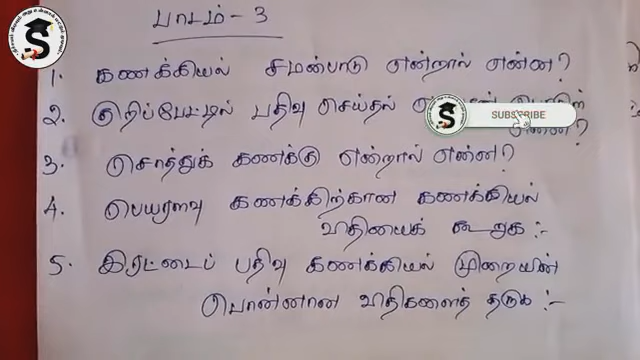 பாடம் - 3
1. கணக்கியல் சமன்பாடு என்றால் என்ன?
2. குறிப்பேட்டில் பதிவு செய்தல்
SUBSCRIBE
என்ன?
3. சொத்துக் கணக்கு என்றால் என்ன?
4. பெயரளவு கணக்கிற்கான கணக்கியல்
விதியைக் கூறுக :-
5. இரட்டைப் பதிவு கணக்கியல் முறையின்
பொன்னான விதிகளைத் தருக :-